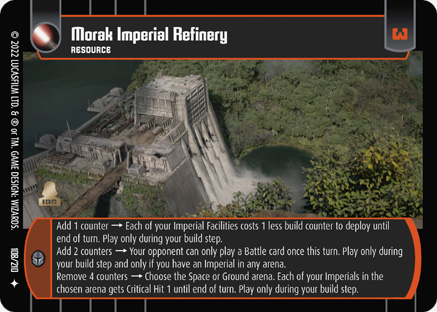 Morak Imperial Refinery
RESOURCE
© 2022 LUCASFILM LTD. & ® or TM. GAME DESIGN: WIZARDS.
108/210
Add 1 counter → Each of your Imperial Facilities costs 1 less build counter to deploy until
end of turn. Play only during your build step.
Add 2 counters → Your opponent can only play a Battle card once this turn. Play only during
your build step and only if you have an Imperial in any arena.
Remove 4 counters → Choose the Space or Ground arena. Each of your Imperials in the
chosen arena gets Critical Hit 1 until end of turn. Play only during your build step.